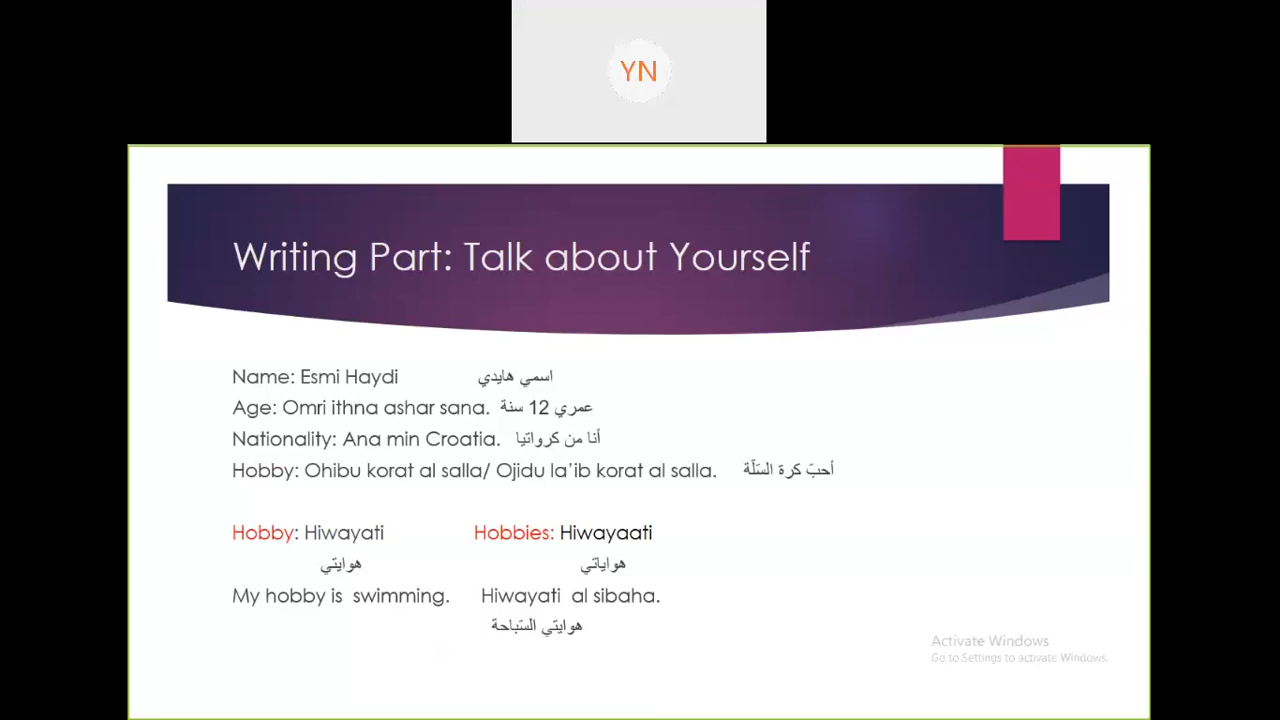 YN
Writing Part: Talk about Yourself
Name: Esmi Haydi اسمي هايدي
Age: Omri ithna ashar sana. عمري 12 سنة
Nationality: Ana min Croatia. أنا من كرواتيا
Hobby: Ohibu korat al salla/ Ojidu la'ib korat al salla. أحبّ كرة السّلّة
Hobby: Hiwayati Hobbies: Hiwayaati
هوايتي هواياتي
My hobby is swimming. Hiwayati al sibaha.
هوايتي السّباحة
Activate Windows
Go to Settings to activate Windows.